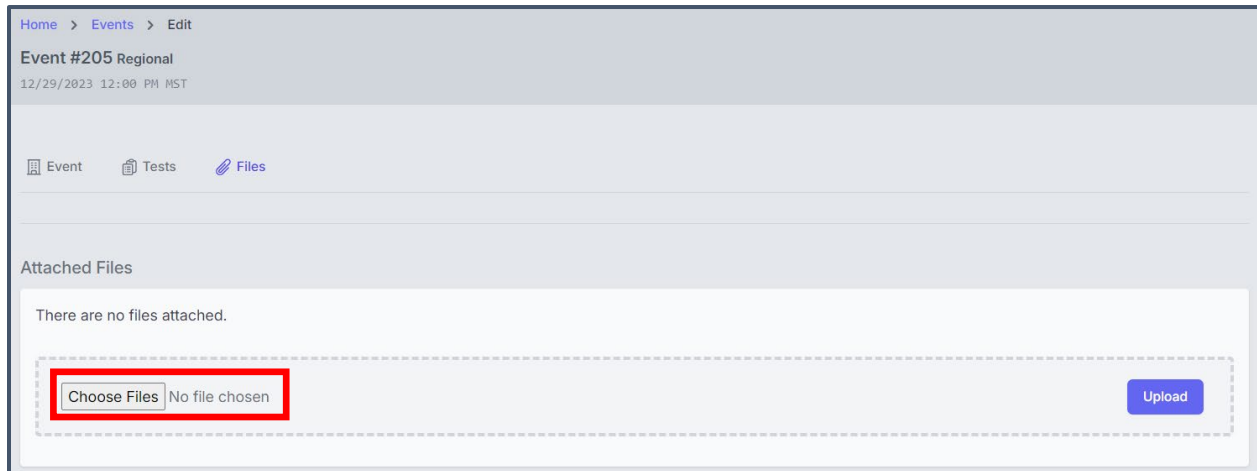 Home > Events > Edit
Event #205 Regional
12/29/2023 12:00 PM MST
Event Tests Files
Attached Files
There are no files attached.
Choose Files No file chosen Upload